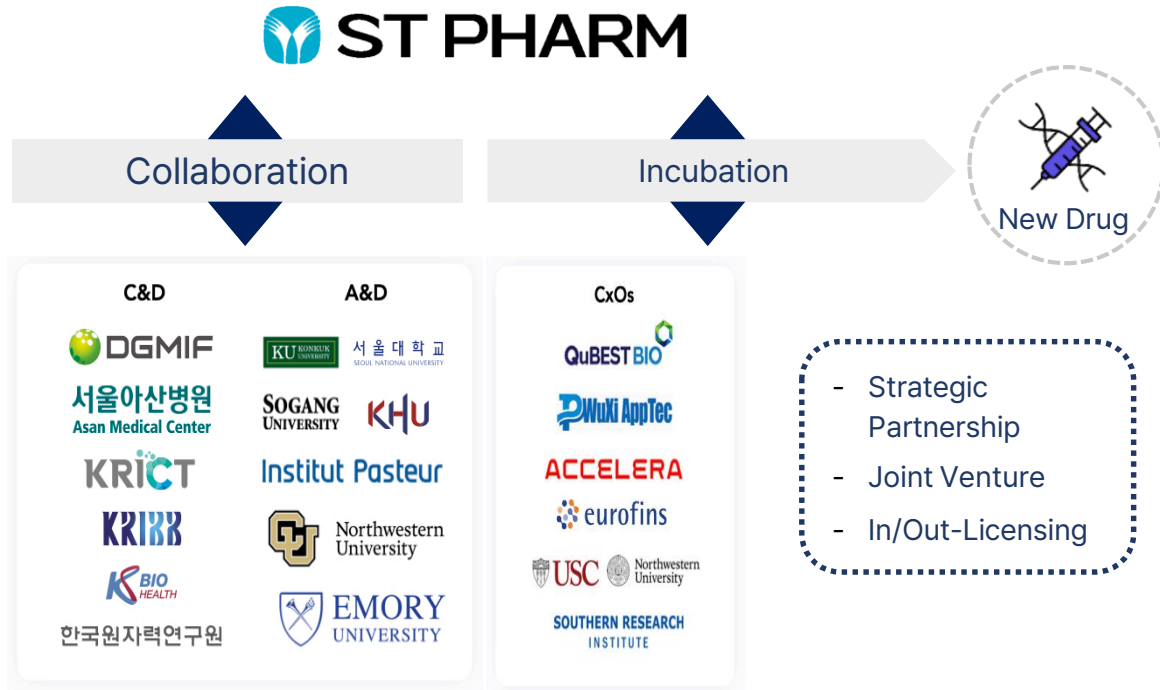 ST PHARM
Collaboration
Incubation
New Drug
C&D
DGMIF
서울아산병원
Asan Medical Center
KRICT
KRIBB
K BIO
HEALTH
한국원자력연구원
A&D
KU KONKUK
UNIVERSITY
서울대학교
SEOUL NATIONAL UNIVERSITY
SOGANG
UNIVERSITY
KHU
Institut Pasteur
CU
Northwestern
University
EMORY
UNIVERSITY
CxOs
QuBEST BIO
WuXi AppTec
ACCELERA
eurofins
USC
Northwestern
University
SOUTHERN RESEARCH
INSTITUTE
- Strategic
Partnership
- Joint Venture
- In/Out-Licensing